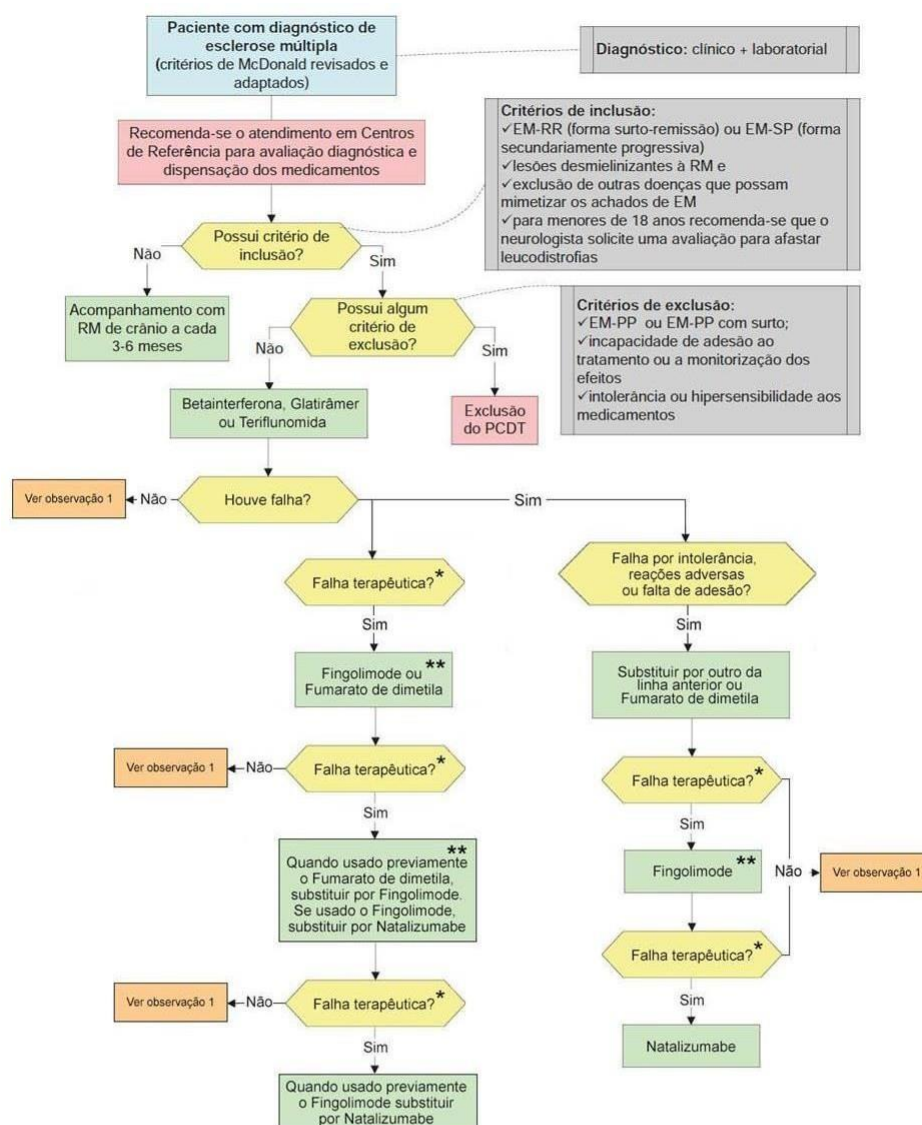 Paciente com diagnóstico de
esclerose múltipla
(critérios de McDonald revisados e
adaptados)
Diagnóstico: clínico + laboratorial
Recomenda-se o atendimento em Centros
de Referência para avaliação diagnóstica e
dispensação dos medicamentos
Critérios de inclusão:
✓EM-RR (forma surto-remissão) ou EM-SP (forma
secundariamente progressiva)
✓lesões desmielinizantes à RM e
✓exclusão de outras doenças que possam
mimetizar os achados de EM
✓para menores de 18 anos recomenda-se que o
neurologista solicite uma avaliação para afastar
leucodistrofias
Possui critério de
inclusão?
Não
Sim
Acompanhamento com
RM de crânio a cada
3-6 meses
Possui algum
critério de
exclusão?
Critérios de exclusão:
✓EM-PP ou EM-PP com surto;
✓incapacidade de adesão ao
tratamento ou a monitorização dos
efeitos
✓intolerância ou hipersensibilidade aos
medicamentos
Não
Sim
Betainterferona, Glatirâmer
ou Teriflunomida
Exclusão
do PCDT
Ver observação 1
Não
Houve falha?
Sim
Falha terapêutica?*
Falha por intolerância,
reações adversas
ou falta de adesão?
Sim
Sim
Fingolimode ou **
Fumarato de dimetila
Substituir por outro da
linha anterior ou
Fumarato de dimetila
Ver observação 1
Não
Falha terapêutica?*
Falha terapêutica?*
Sim
Sim
**
Quando usado previamente
o Fumarato de dimetila,
substituir por Fingolimode.
Se usado o Fingolimode,
substituir por Natalizumabe
Fingolimode **
Não
Ver observação 1
Ver observação 1
Não
Falha terapêutica?*
Falha terapêutica?*
Sim
Sim
Quando usado previamente
o Fingolimode substituir
por Natalizumabe
Natalizumabe